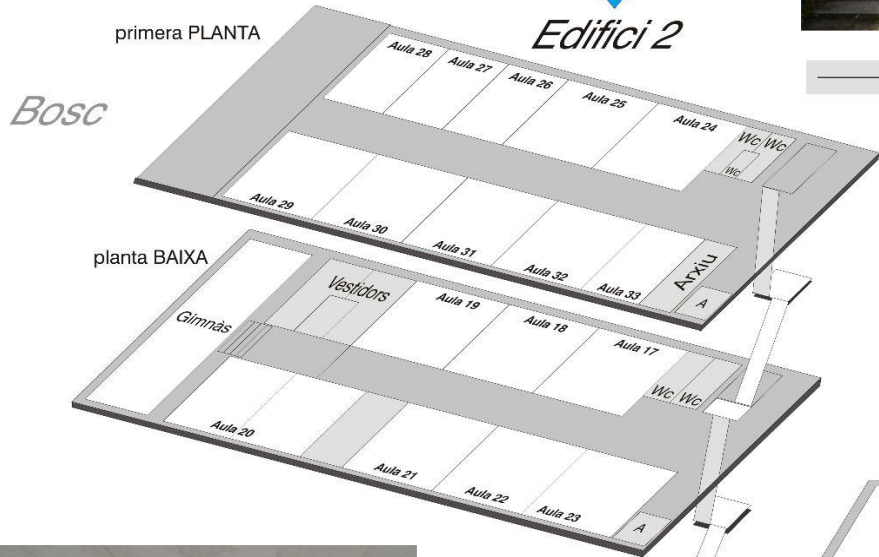 Edifici 2
primera PLANTA
Bosc
Aula 28
Aula 27
Aula 26
Aula 25
Aula 24
Wc
Wc
Wc
Aula 29
Aula 30
Aula 31
Aula 32
Aula 33
Arxiu
A
planta BAIXA
Gimnàs
Vestidors
Aula 19
Aula 18
Aula 17
Wc
Wc
Aula 20
Aula 21
Aula 22
Aula 23
A